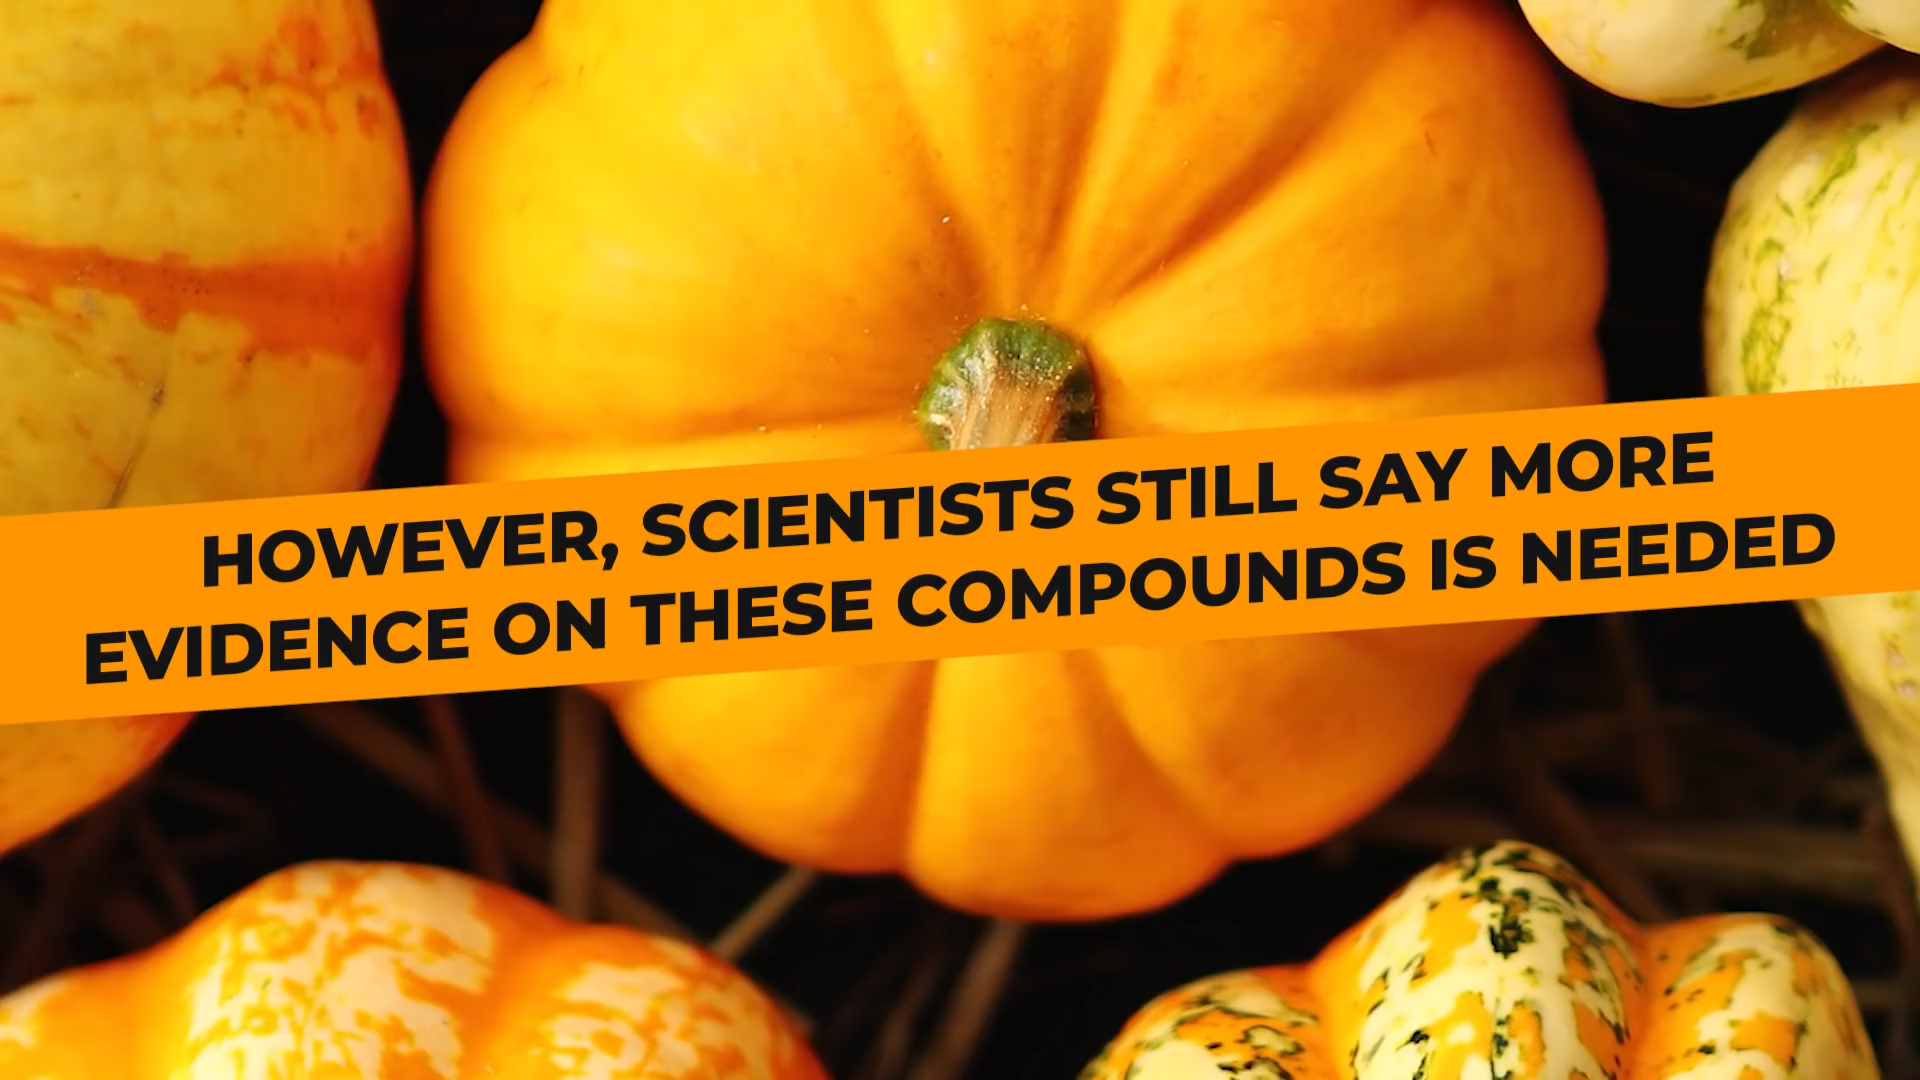 HOWEVER, SCIENTISTS STILL SAY MORE
EVIDENCE ON THESE COMPOUNDS IS NEEDED